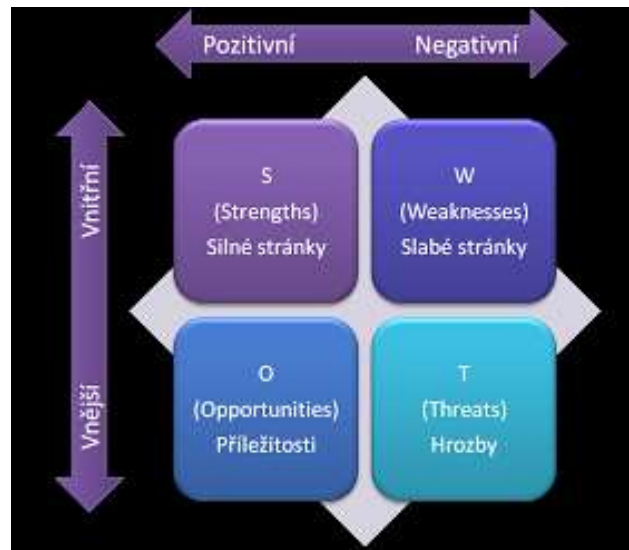 Pozitivní Negativní
Vnitřní
S
(Strengths)
Silné stránky
W
(Weaknesses)
Slabé stránky
Vnější
O
(Opportunities)
Příležitosti
T
(Threats)
Hrozby